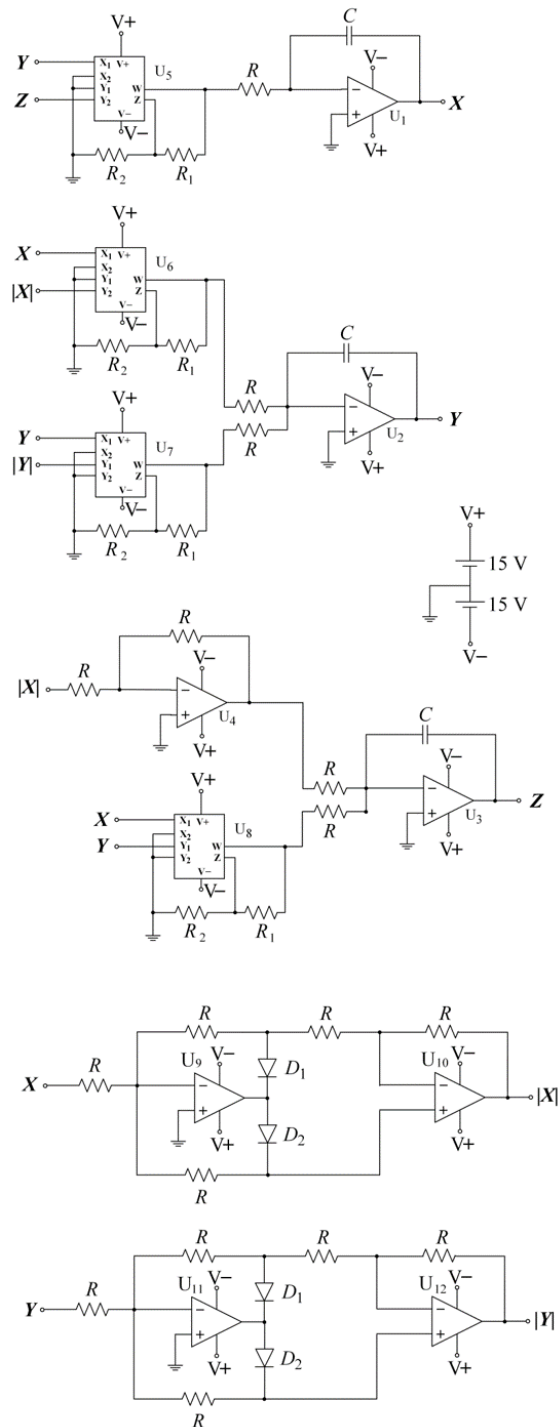 V+
C
Y X₁ V+ U₅ R V−
X₂ − X
Z Y₁ W + U₁
Y₂ Z
V− V− V+
R₂ R₁
V+
X X₁ V+ U₆
X₂
|X| Y₁ W
Y₂ Z
V− V− C
R₂ R₁ R V−
V+ − Y
Y X₁ V+ U₇ R + U₂
X₂
|Y| Y₁ W V+
Y₂ Z
V− V−
R₂ R₁
V+
15 V
15 V
V−
R
|X| R V−
− C
+ U₄
V+ R V−
V+ − Z
X X₁ V+ U₈ R + U₃
X₂
Y Y₁ W V+
Y₂ Z
V− V−
R₂ R₁
R R R
U₉ V− D₁ U₁₀ V−
X R − − |X|
+ D₂ +
V+ V+
R
R R R
U₁₁ V− D₁ U₁₂ V−
Y R − − |Y|
+ D₂ +
V+ V+
R